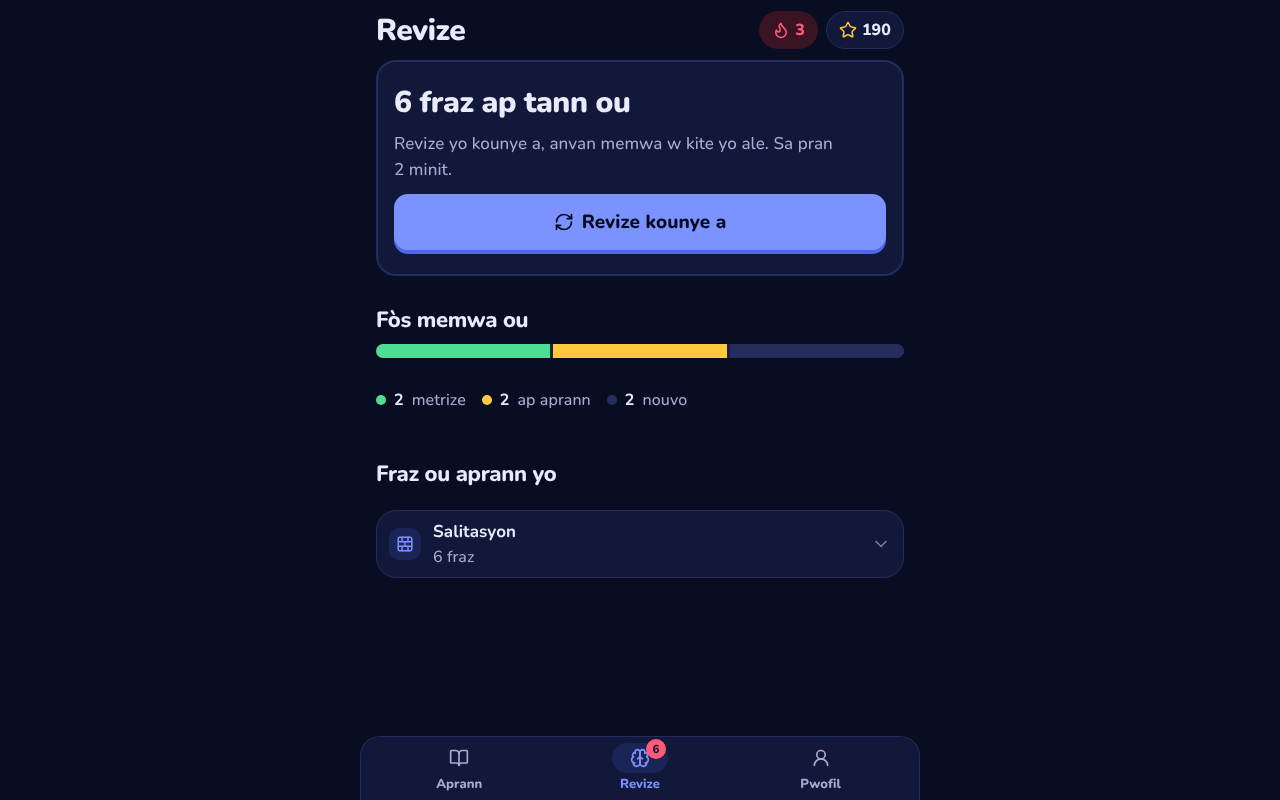 Revize
3
190
6 fraz ap tann ou
Revize yo kounye a, anvan memwa w kite yo ale. Sa pran
2 minit.
Revize kounye a
Fòs memwa ou
2 metrize
2 ap aprann
2 nouvo
Fraz ou aprann yo
Salitasyon
6 fraz
6
Aprann
Revize
Pwofil